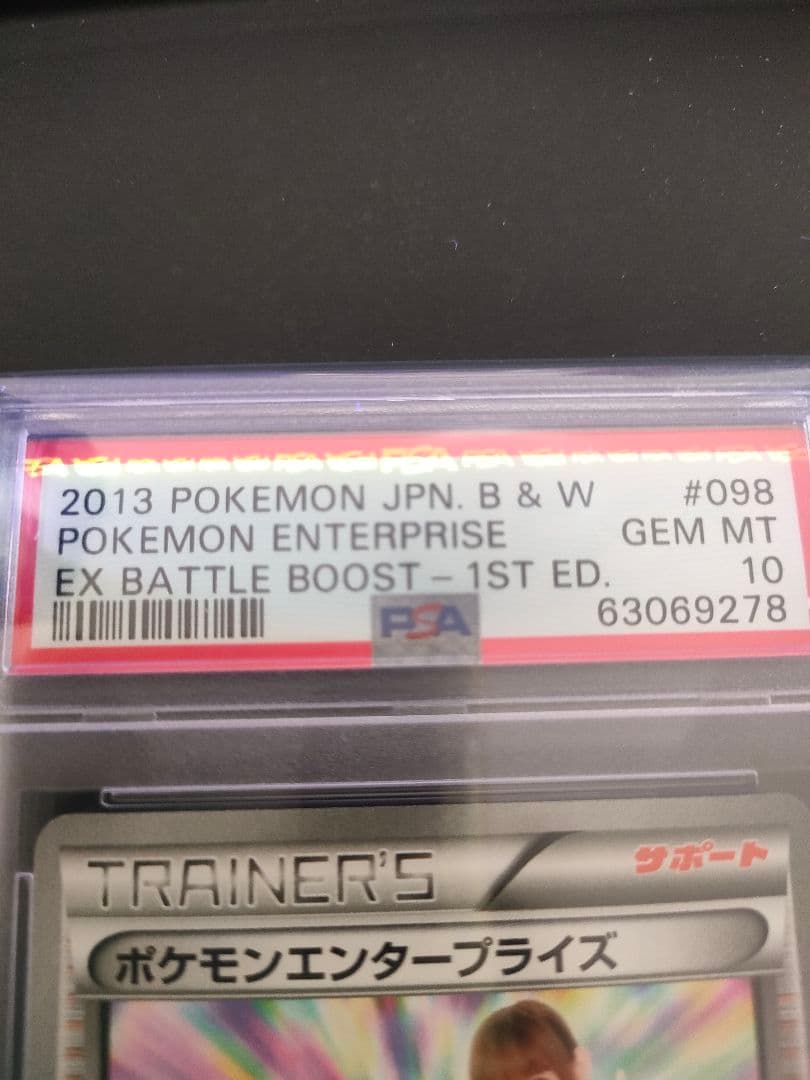 2013 POKEMON JPN. B & W #098
POKEMON ENTERPRISE GEM MT
EX BATTLE BOOST - 1ST ED. 10
PSA 63069278
TRAINER'S サポート
ポケモンエンタープライズ